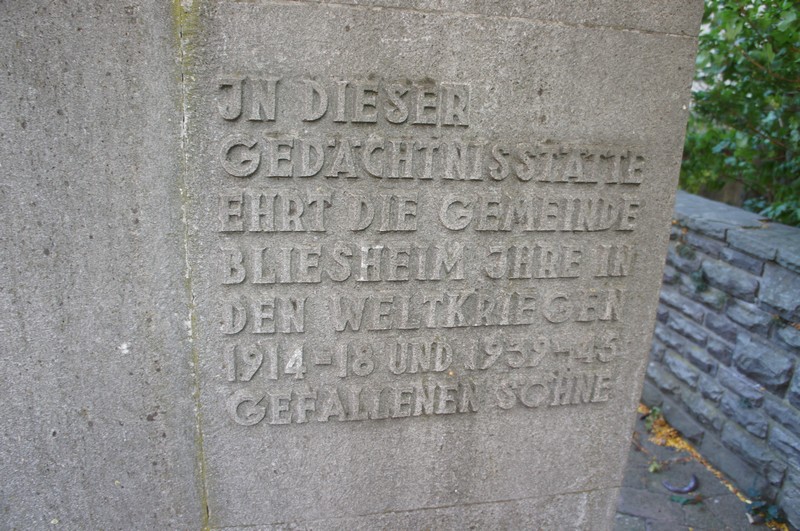 JN DIESER
GEDÄCHTNISSTÄTTE
EHRT DIE GEMEINDE
BLIESHEIM JHRE IN
DEN WELTKRIEGEN
1914-18 UND 1939-45
GEFALLENEN SÖHNE